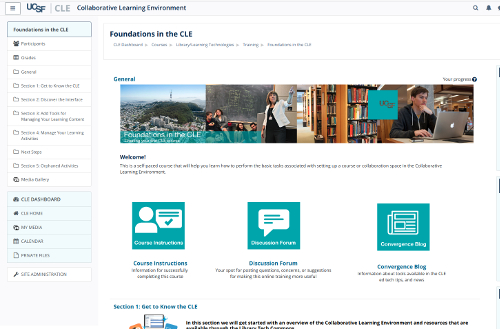 UCSF CLE Collaborative Learning Environment
Foundations in the CLE
Participants
Grades
General
Section 1: Get to Know the CLE
Section 2: Discover the Interface
Section 3: Add Tools for
Managing Your Learning Content
Section 4: Manage Your Learning
Activities
Next Steps
Section 5: Orphaned Activities
Media Gallery
CLE DASHBOARD
CLE HOME
MY MEDIA
CALENDAR
PRIVATE FILES
SITE ADMINISTRATION
Foundations in the CLE
CLE Dashboard > Courses > Library/Learning Technologies > Training > Foundations in the CLE
General
Your progress
UCSF
Foundations in the CLE
Welcome!
This is a self paced course that will help you learn how to perform the basic tasks associated with setting up a course or collaboration space in the Collaborative
Learning Environment.
Course Instructions
Discussion Forum
Convergence Blog
Course Instructions
Information for successfully
completing this course
Discussion Forum
Your spot for posting questions, concerns, or suggestions
for making this online training more useful
Convergence Blog
Information about tools available in the CLE
ed tech tips, and news
Section 1: Get to Know the CLE
In this section we will get started with an overview of the Collaborative Learning Environment and resources that are
available through the Library Tech Commons